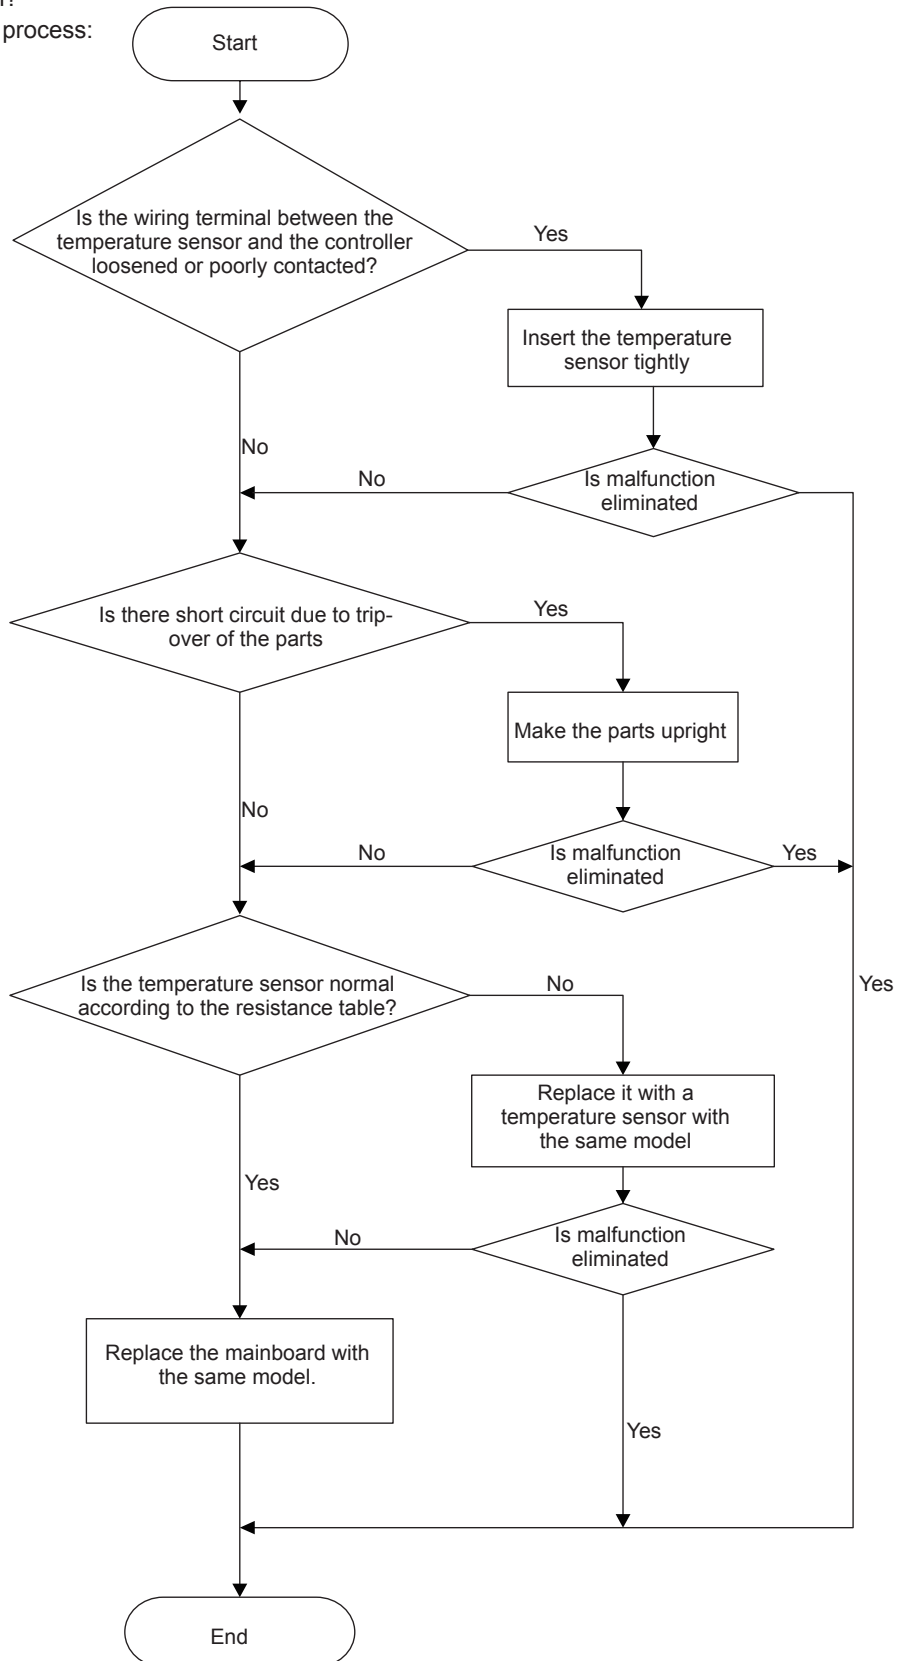 process:
Start
Is the wiring terminal between the
temperature sensor and the controller
loosened or poorly contacted?
Yes
Insert the temperature
sensor tightly
No
No
Is malfunction
eliminated
Is there short circuit due to trip-
over of the parts
Yes
Make the parts upright
No
No
Is malfunction
eliminated
Yes
Is the temperature sensor normal
according to the resistance table?
No
Yes
Replace it with a
temperature sensor with
the same model
Yes
No
Is malfunction
eliminated
Replace the mainboard with
the same model.
Yes
End